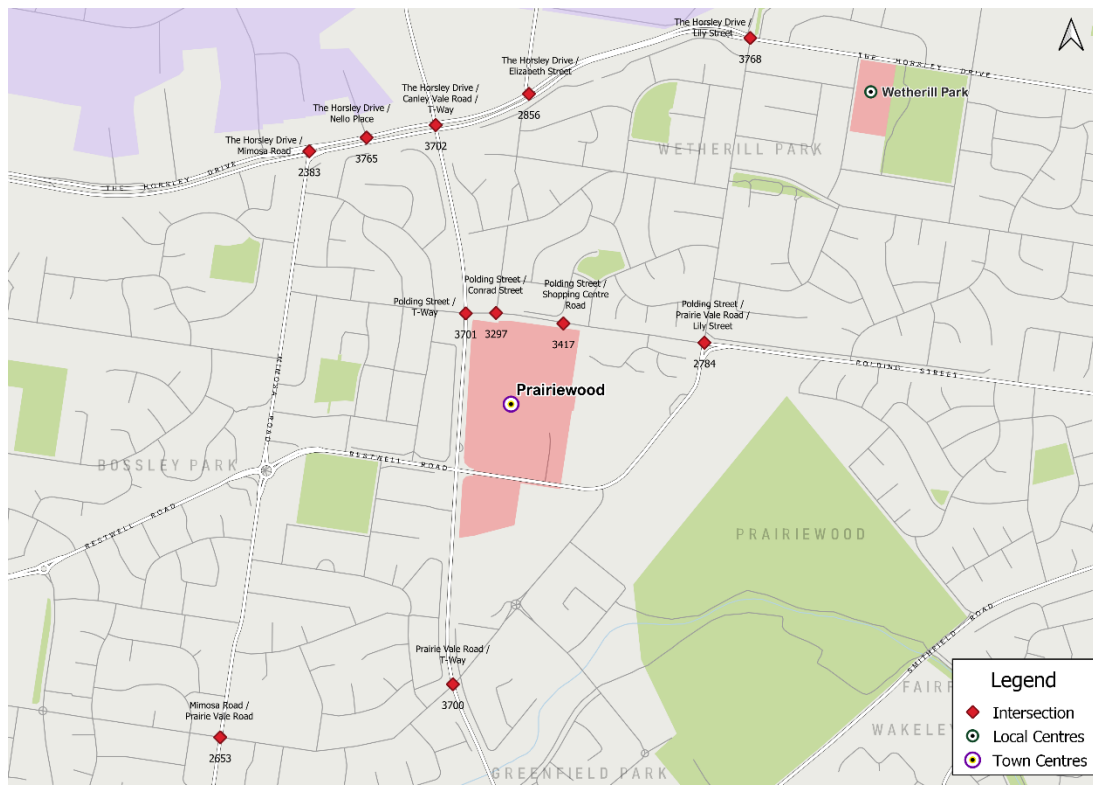 The Horsley Drive /
Lily Street
3768
THE HORSLEY DRIVE
Wetherill Park
The Horsley Drive /
Elizabeth Street
2856
The Horsley Drive /
Canley Vale Road /
T-Way
3702
The Horsley Drive /
Nello Place
3765
The Horsley Drive /
Mimosa Road
2383
THE HORSLEY DRIVE
WETHERILL PARK
Polding Street /
T-Way
3701
Polding Street /
Conrad Street
3297
Polding Street /
Shopping Centre
Road
3417
Polding Street /
Prairie Vale Road /
Lily Street
2784
POLDING STREET
MIMOSA ROAD
Prairiewood
BOSSLEY PARK
RESTWELL ROAD
RESTWELL ROAD
PRAIRIEWOOD
SMITHFIELD ROAD
Prairie Vale Road /
T-Way
3700
Mimosa Road /
Prairie Vale Road
2653
GREENFIELD PARK
FAIRF
WAKELEY
Legend
Intersection
Local Centres
Town Centres